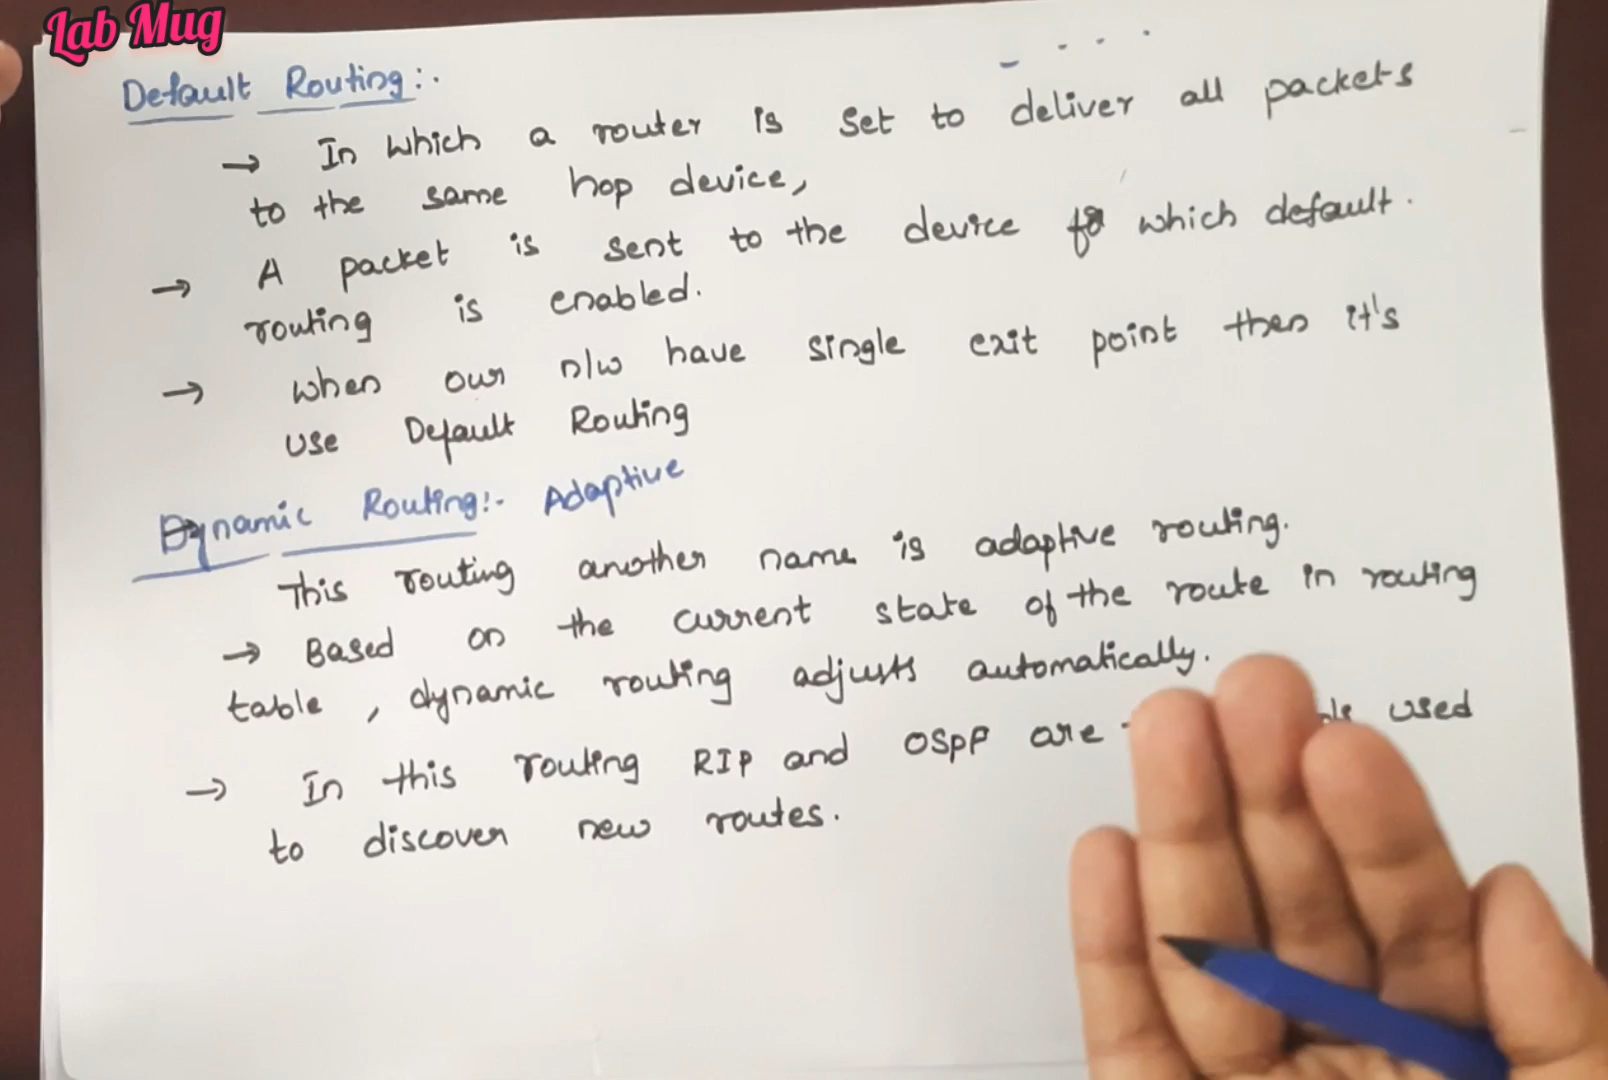 Lab Mug
Default Routing:.
→ In which a router is set to deliver all packets
to the same hop device,
→ A packet is sent to the device for which default.
routing is enabled.
→ when our n/w have single exit point then it's
use Default Routing
Dynamic Routing:- Adaptive
This routing another name is adaptive routing.
→ Based on the current state of the route in routing
table, dynamic routing adjusts automatically.
→ In this routing RIP and OSPF are used
to discover new routes.